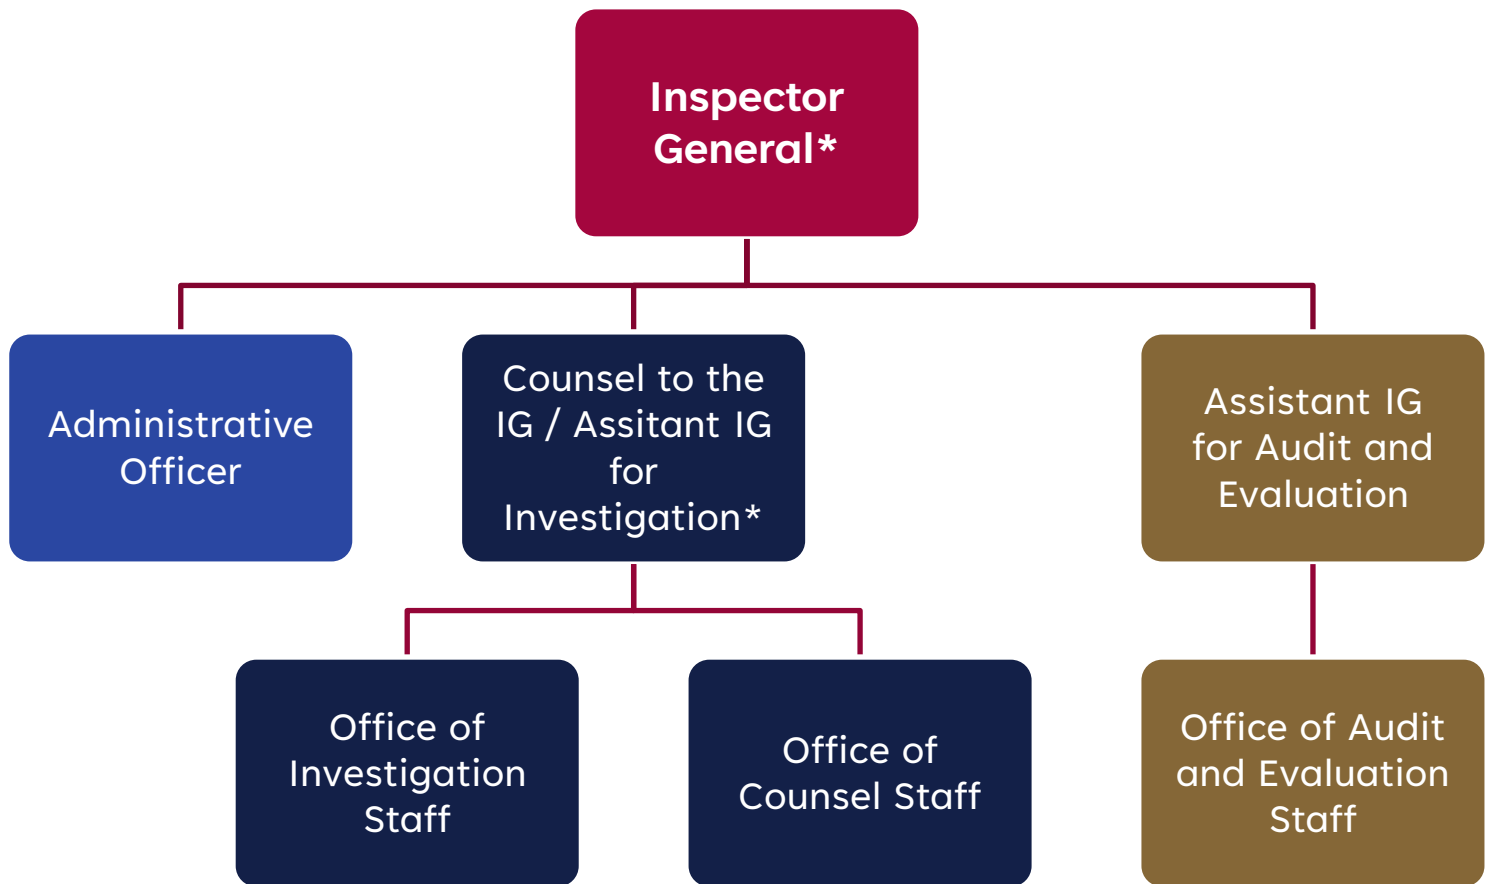 Inspector
General*
Administrative
Officer
Counsel to the
IG / Assitant IG
for
Investigation*
Assistant IG
for Audit and
Evaluation
Office of
Investigation
Staff
Office of
Counsel Staff
Office of Audit
and Evaluation
Staff